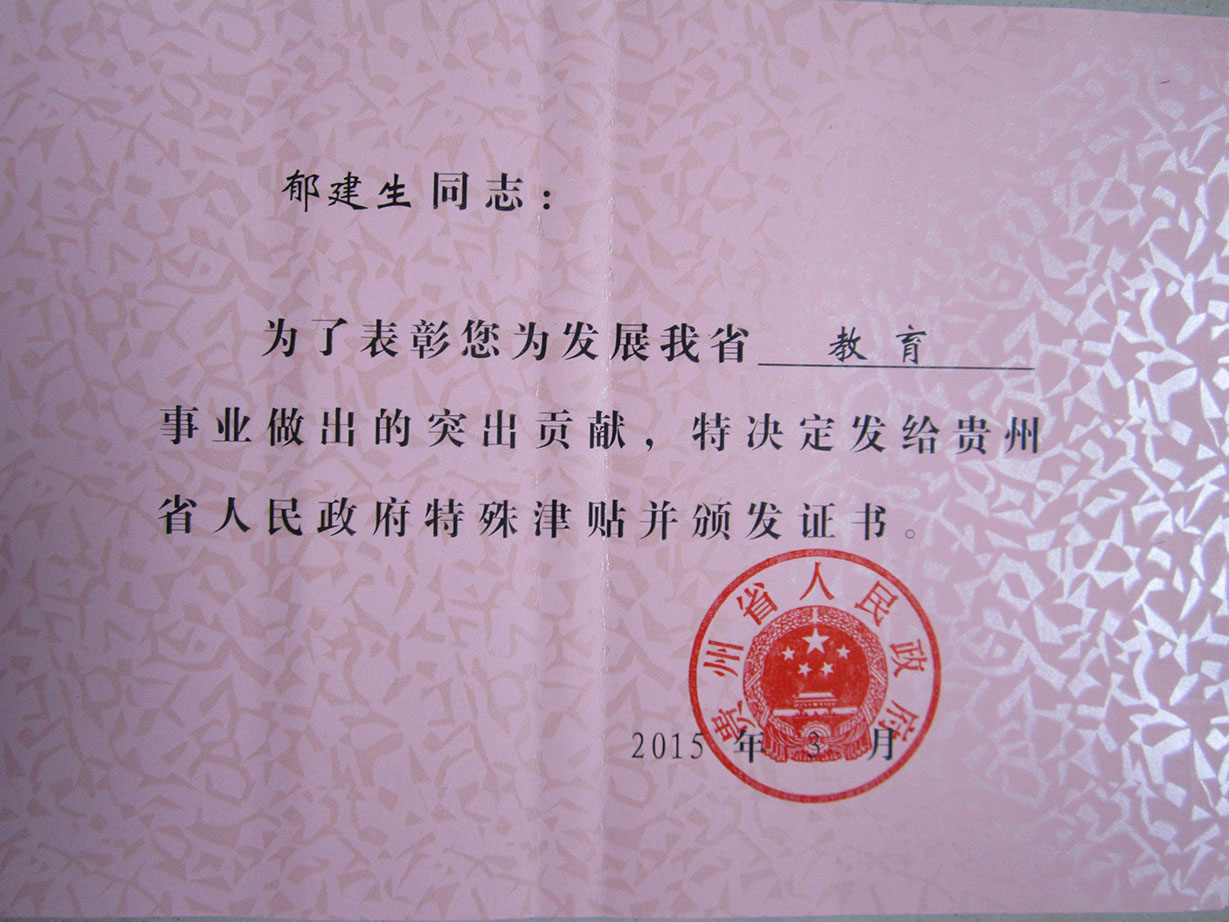 郁建生同志：
为了表彰您为发展我省 教育
事业做出的突出贡献，特决定发给贵州
省人民政府特殊津贴并颁发证书。
贵州省人民政府
2015 年 3 月